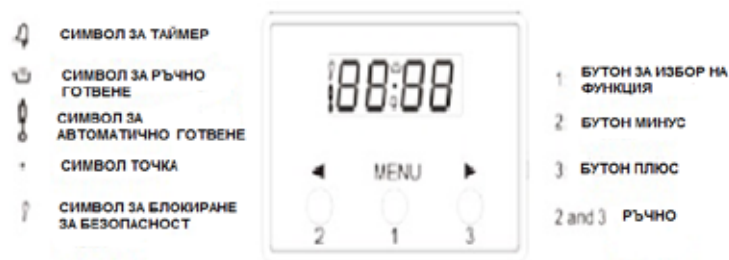 СИМВОЛ ЗА ТАЙМЕР
СИМВОЛ ЗА РЪЧНО
ГОТВЕНЕ
СИМВОЛ ЗА
АВТОМАТИЧНО ГОТВЕНЕ
СИМВОЛ ТОЧКА
СИМВОЛ ЗА БЛОКИРАНЕ
ЗА БЕЗОПАСНОСТ
88:88
MENU
2 1 3
1 БУТОН ЗА ИЗБОР НА
ФУНКЦИЯ
2 БУТОН МИНУС
3 БУТОН ПЛЮС
2 and 3 РЪЧНО